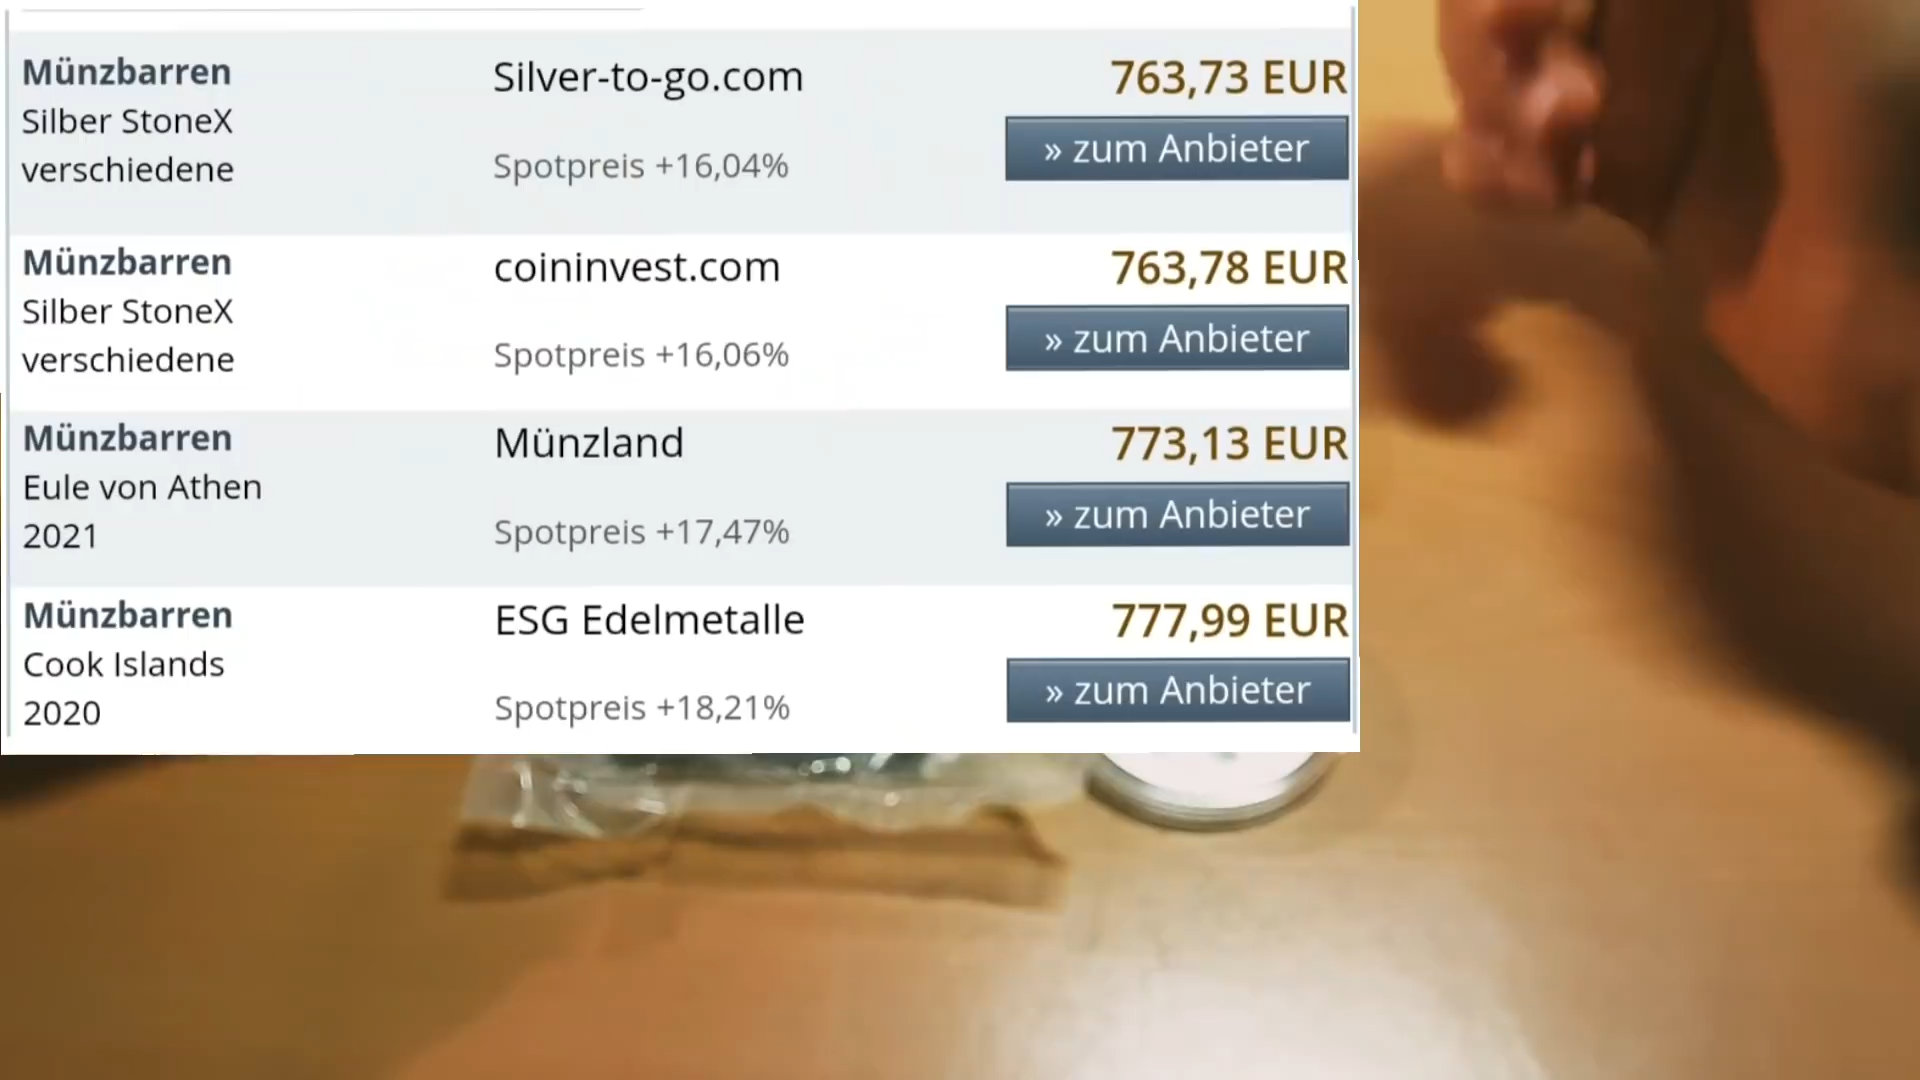 Münzbarren
Silber StoneX
verschiedene
Silver-to-go.com
Spotpreis +16,04%
763,73 EUR
» zum Anbieter
Münzbarren
Silber StoneX
verschiedene
coininvest.com
Spotpreis +16,06%
763,78 EUR
» zum Anbieter
Münzbarren
Eule von Athen
2021
Münzland
Spotpreis +17,47%
773,13 EUR
» zum Anbieter
Münzbarren
Cook Islands
2020
ESG Edelmetalle
Spotpreis +18,21%
777,99 EUR
» zum Anbieter